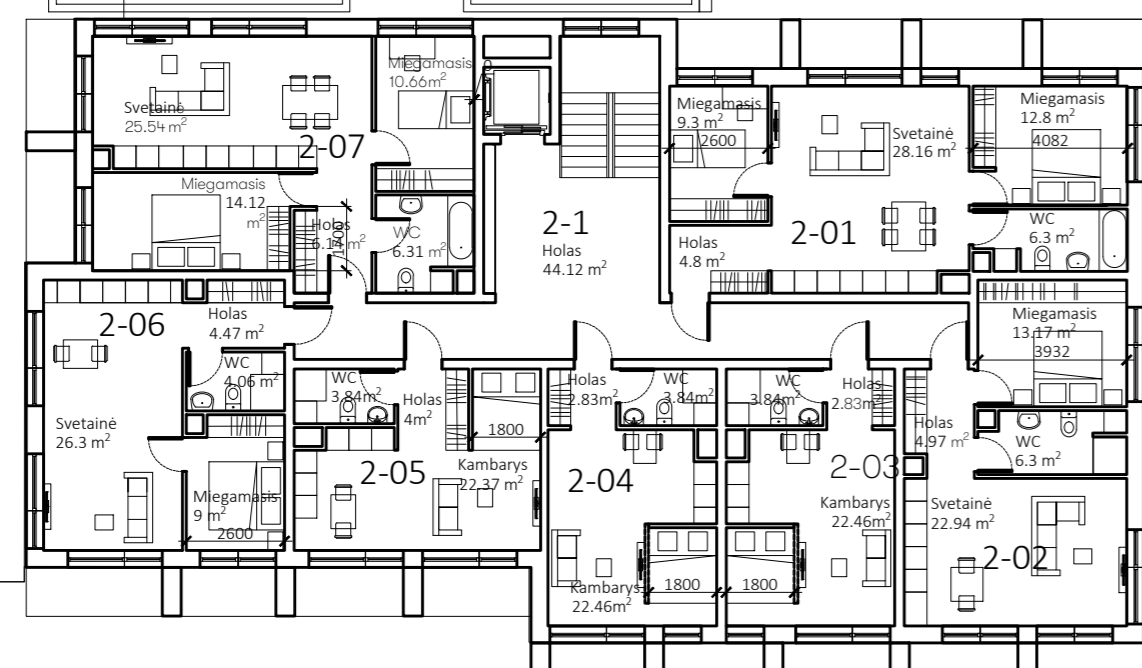 Svetainė
25.54 m²
2-07
Miegamasis
10.66m²
Miegamasis
14.12
m²
Holas
6.14 m²
WC
6.31 m²
2-1
Holas
44.12 m²
Miegamasis
9.3 m²
2600
Svetainė
28.16 m²
2-01
Holas
4.8 m²
Miegamasis
12.8 m²
4082
WC
6.3 m²
2-06
Holas
4.47 m²
WC
4.06 m²
Svetainė
26.3 m²
Miegamasis
9 m²
2600
WC
3.84m²
Holas
4m²
1800
2-05
Kambarys
22.37 m²
Holas
2.83m²
WC
3.84m²
2-04
Kambarys
22.46m²
1800
WC
3.84m²
Holas
2.83m²
2-03
Kambarys
22.46m²
1800
Miegamasis
13.17 m²
3932
Holas
4.97 m²
WC
6.3 m²
Svetainė
22.94 m²
2-02